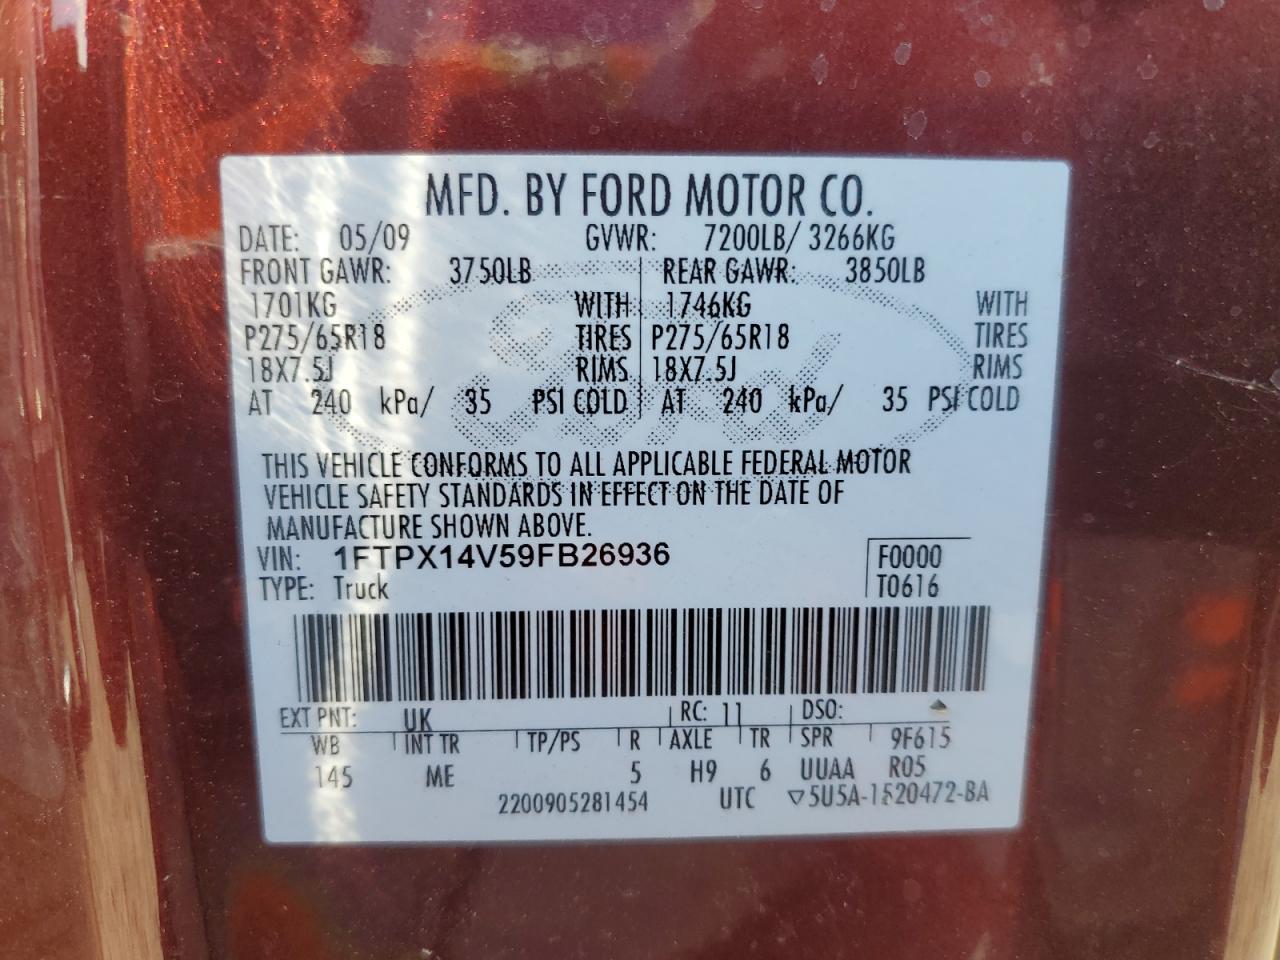 MFD. BY FORD MOTOR CO.
DATE: 05/09 GVWR: 7200LB/ 3266KG
FRONT GAWR: 3750LB REAR GAWR: 3850LB
1701KG WITH 1746KG WITH
P275/65R18 TIRES P275/65R18 TIRES
18X7.5J RIMS 18X7.5J RIMS
AT 240 kPa/ 35 PSI COLD AT 240 kPa/ 35 PSI COLD
THIS VEHICLE CONFORMS TO ALL APPLICABLE FEDERAL MOTOR
VEHICLE SAFETY STANDARDS IN EFFECT ON THE DATE OF
MANUFACTURE SHOWN ABOVE.
VIN: 1FTPX14V59FB26936 F0000
TYPE: Truck T0616
EXT PNT: UK RC: 11 DSO:
WB INT TR TP/PS R AXLE TR SPR 9F615
145 ME 5 H9 6 UUAA R05
2200905281454 UTC ▽5U5A-1520472-BA